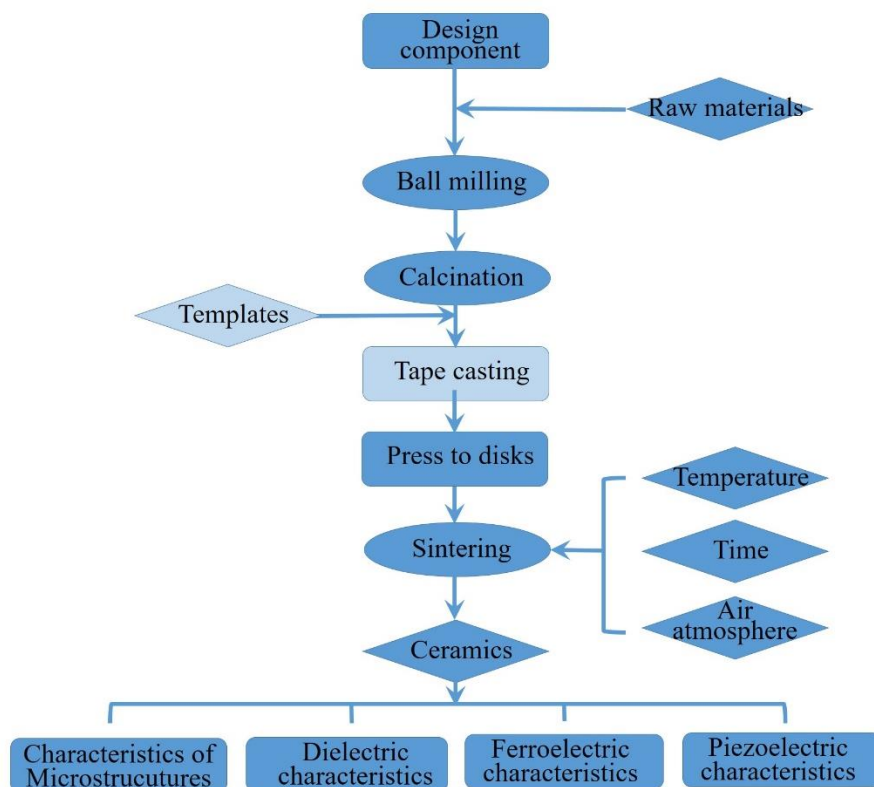 Design
component
Raw materials
Ball milling
Calcination
Templates
Tape casting
Press to disks
Temperature
Sintering
Time
Air
atmosphere
Ceramics
Characteristics of
Microstrucutures
Dielectric
characteristics
Ferroelectric
characteristics
Piezoelectric
characteristics